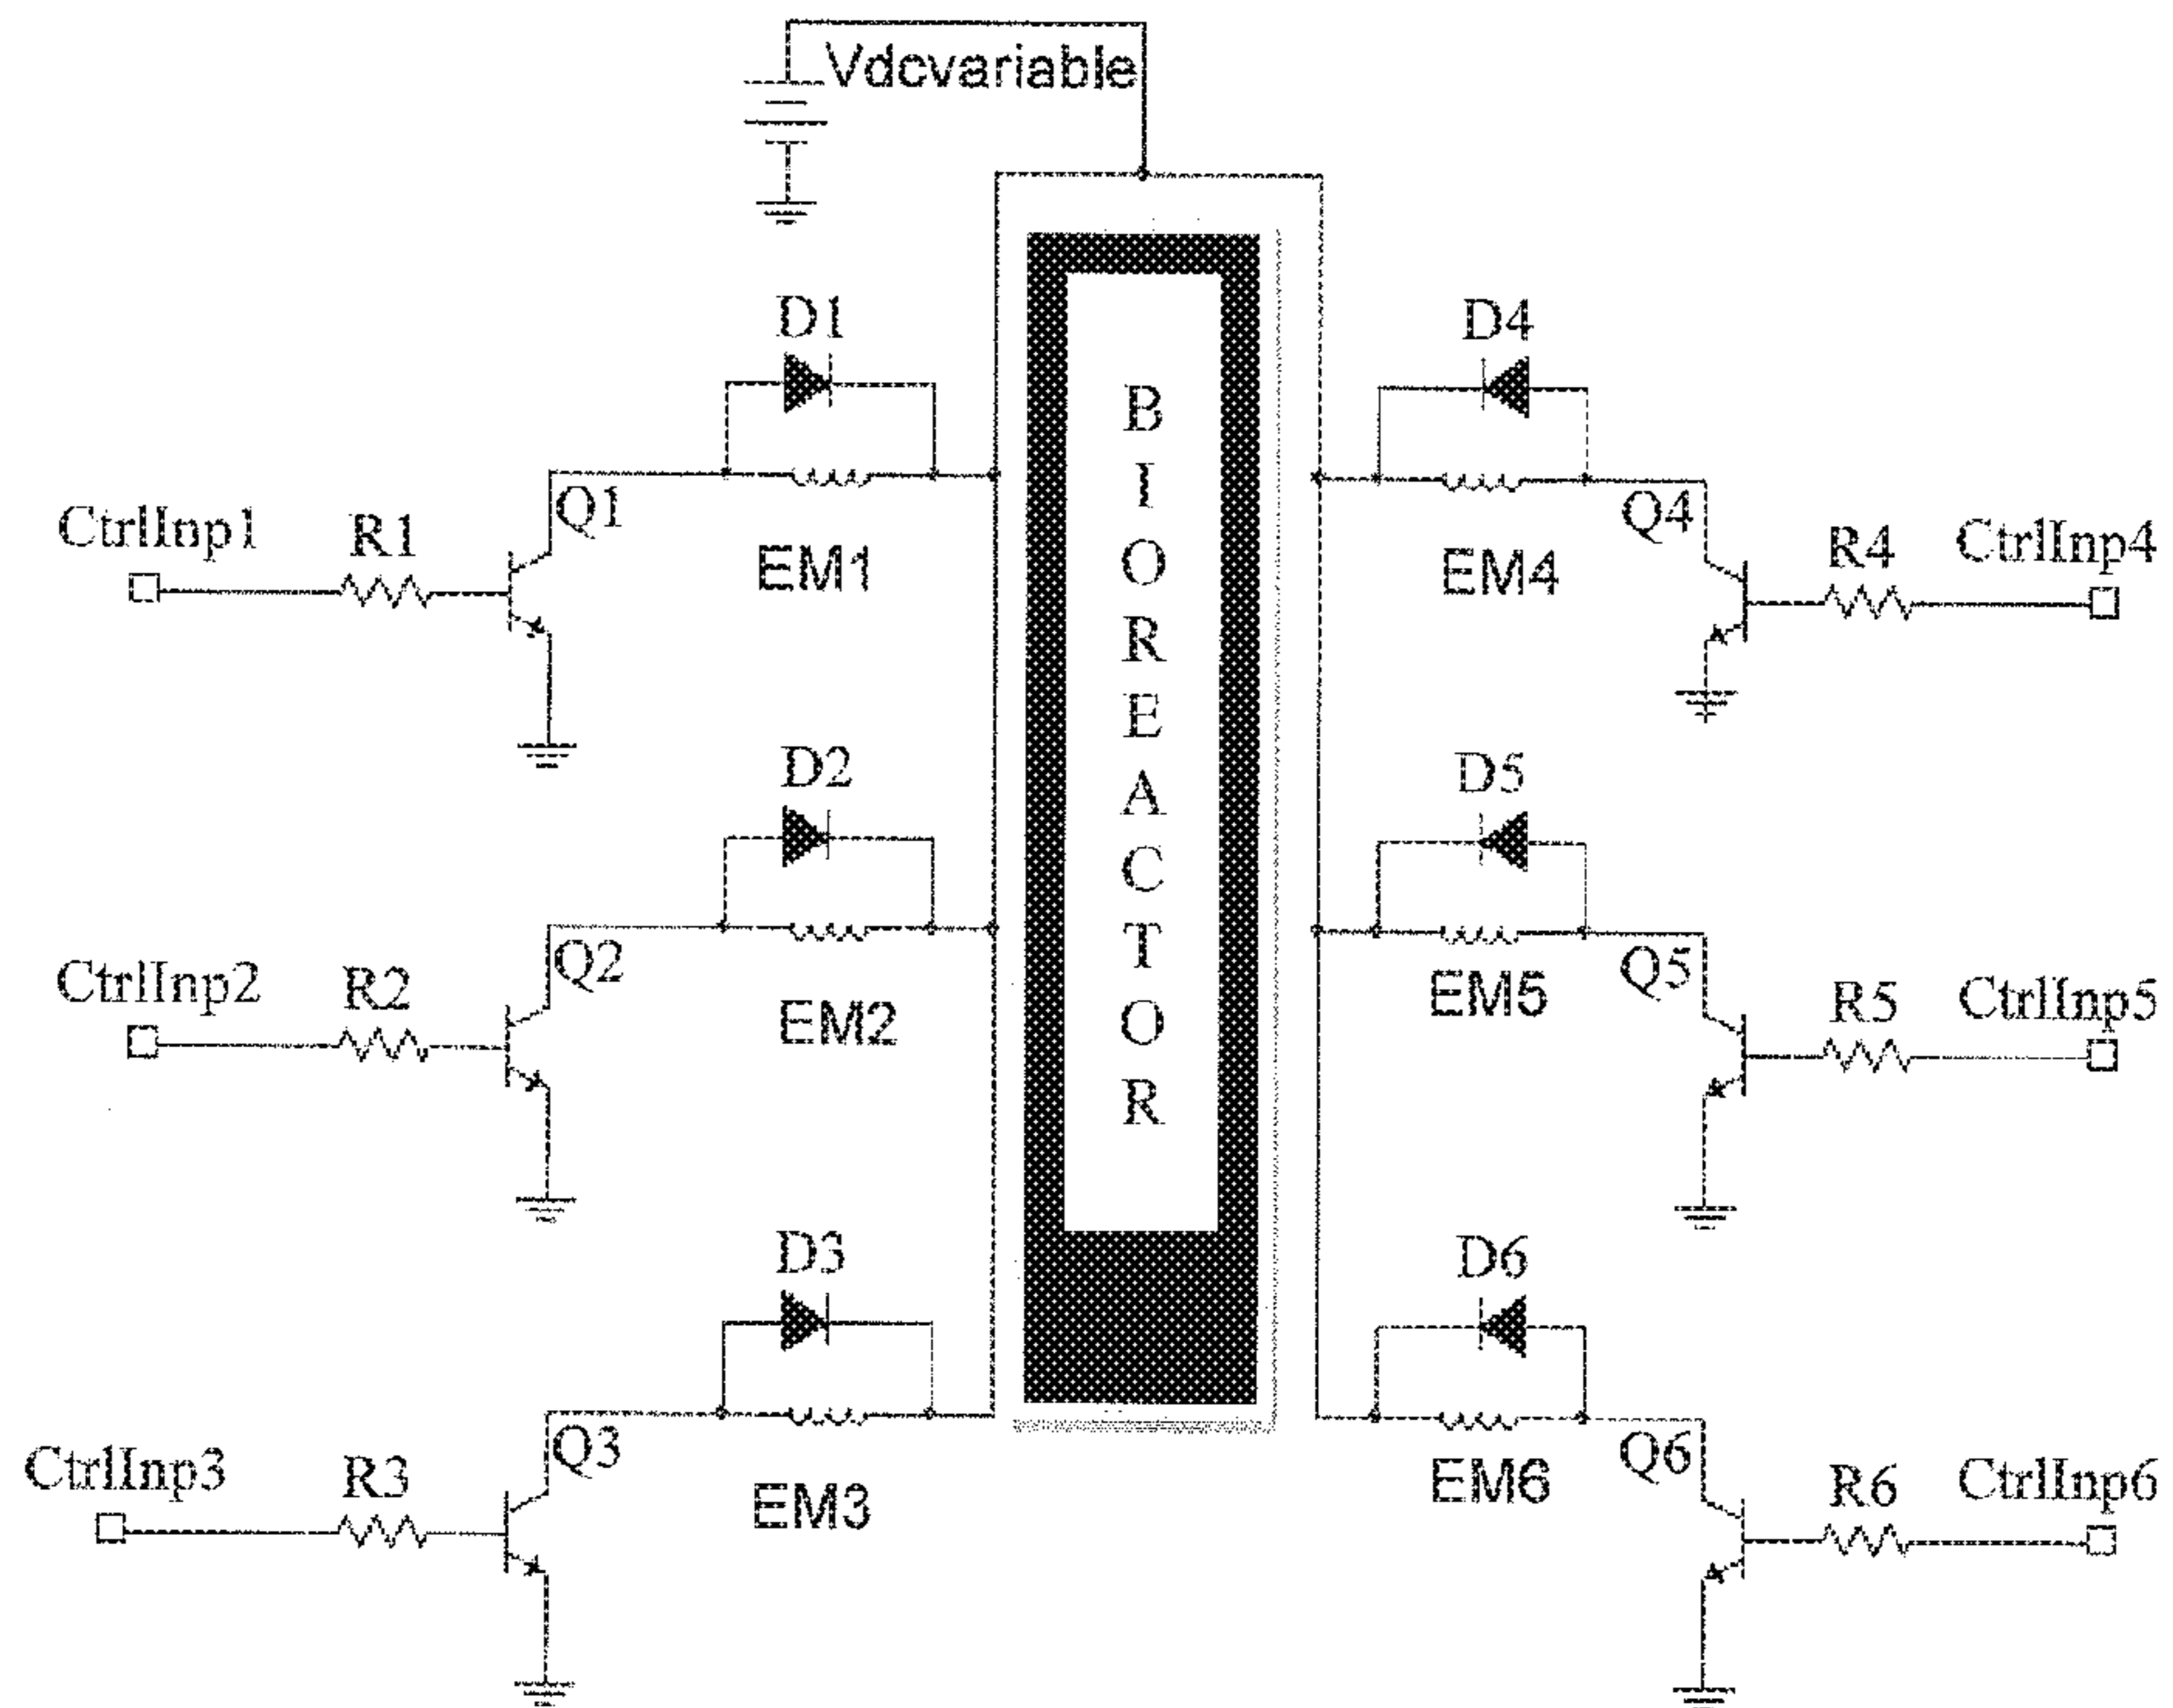 Vdcvariable
D1
D4
Q1
Q4
CtrlInp1
R1
EM1
EM4
R4
CtrlInp4
BIOREACTOR
D2
D5
Q2
Q5
CtrlInp2
R2
EM2
EM5
R5
CtrlInp5
D3
D6
Q3
Q6
CtrlInp3
R3
EM3
EM6
R6
CtrlInp6